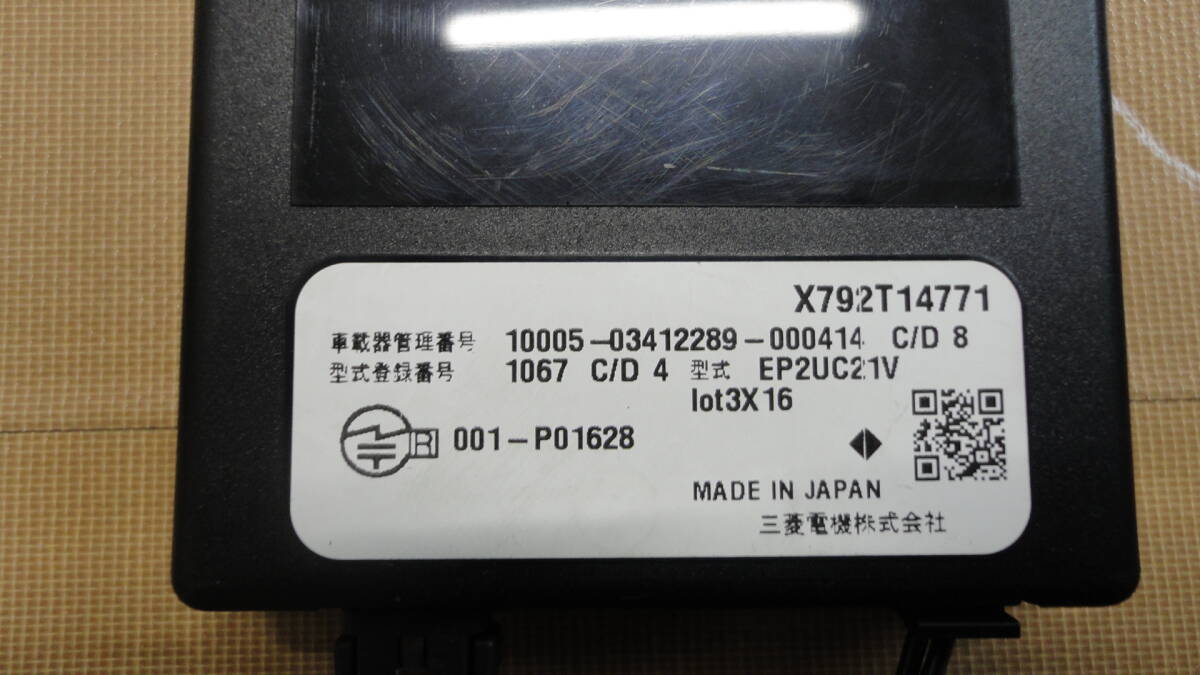 X792T14771
車載器管理番号 10005-03412289-000414 C/D 8
型式登録番号 1067 C/D 4 型式 EP2UC21V
lot3X16
R 001-P01628
MADE IN JAPAN
三菱電機株式会社